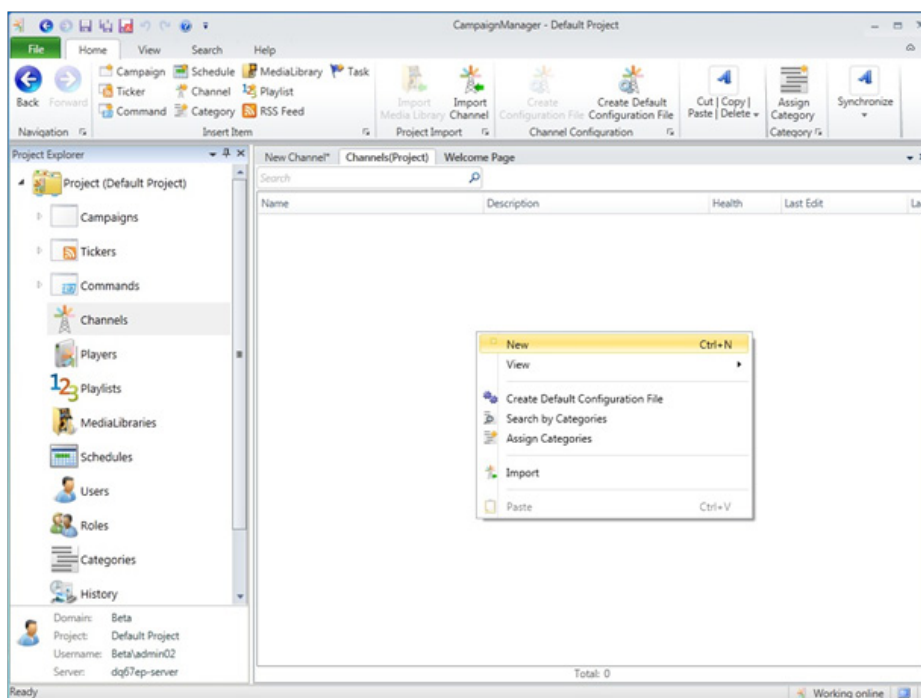 CampaignManager - Default Project
File Home View Search Help
Campaign Schedule MediaLibrary Task
Ticker Channel Playlist
Command Category RSS Feed
Back Forward
Import Media Library
Import Channel
Create Configuration File
Create Default Configuration File
Cut | Copy | Paste | Delete
Assign Category
Synchronize
Navigation Insert Item Project Import Channel Configuration Category
Project Explorer
New Channel* Channels(Project) Welcome Page
Search
Name Description Health Last Edit La
Project (Default Project)
Campaigns
Tickers
Commands
Channels
Players
123 Playlists
MediaLibraries
Schedules
Users
Roles
Categories
History
New Ctrl+N
View
Create Default Configuration File
Search by Categories
Assign Categories
Import
Paste Ctrl+V
Domain: Beta
Project: Default Project
Username: Beta\admin02
Server: dq67ep-server
Total: 0
Ready
Working online